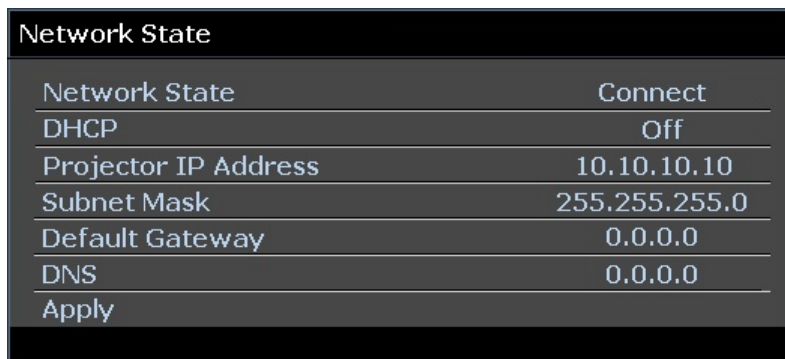 Network State
Network State Connect
DHCP Off
Projector IP Address 10.10.10.10
Subnet Mask 255.255.255.0
Default Gateway 0.0.0.0
DNS 0.0.0.0
Apply